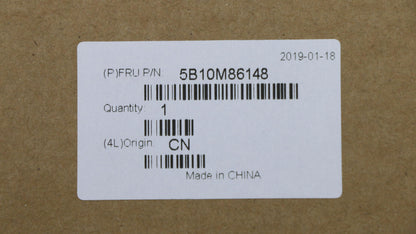 2019-01-18
(P)FRU P/N: 5B10M86148
Quantity: 1
(4L)Origin: CN
Made in CHINA